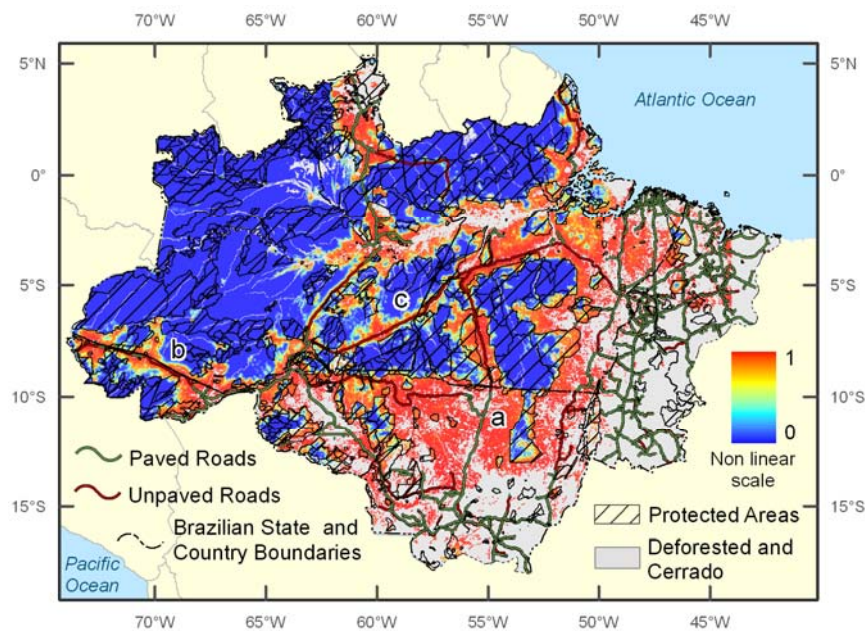 70°W 65°W 60°W 55°W 50°W 45°W
5°N 5°N
Atlantic Ocean
0° 0°
5°S 5°S
c
b
1
10°S 10°S
a
0
Non linear
scale
Paved Roads
Unpaved Roads
Brazilian State and
Country Boundaries
15°S 15°S
Protected Areas
Deforested and
Cerrado
Pacific
Ocean
70°W 65°W 60°W 55°W 50°W 45°W